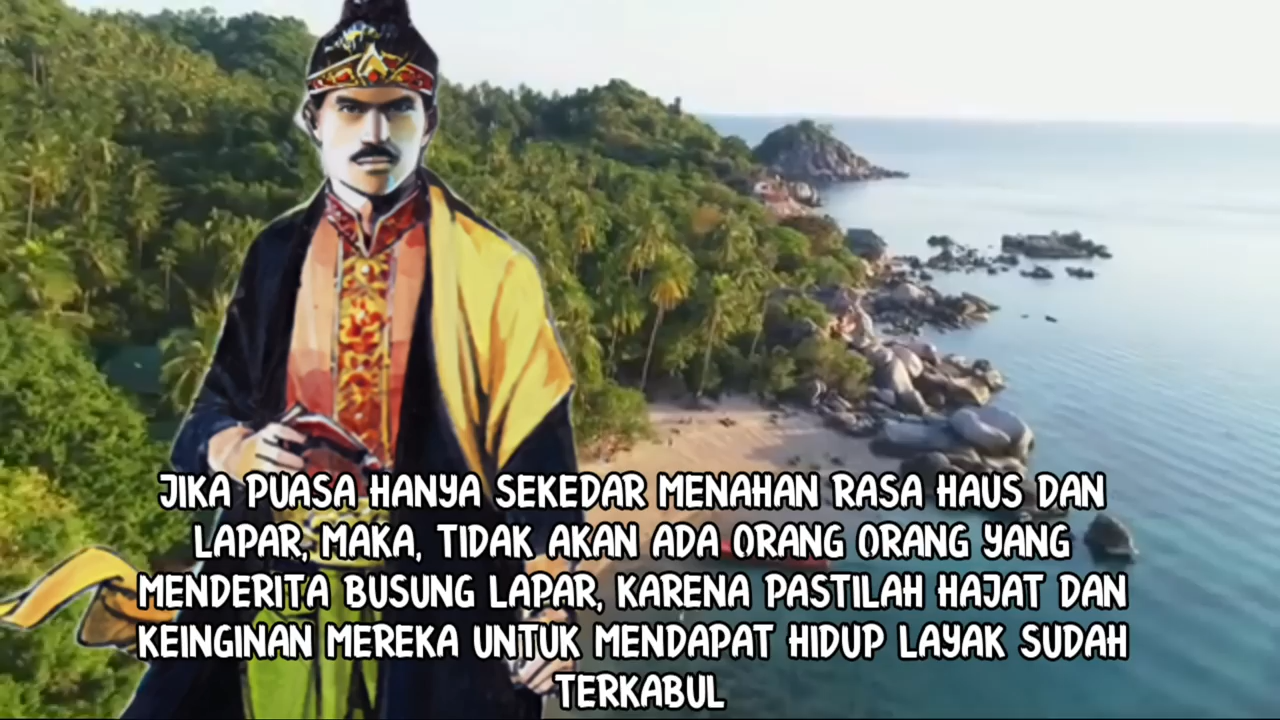 JIKA PUASA HANYA SEKEDAR MENAHAN RASA HAUS DAN
LAPAR, MAKA, TIDAK AKAN ADA ORANG ORANG YANG
MENDERITA BUSUNG LAPAR, KARENA PASTILAH HAJAT DAN
KEINGINAN MEREKA UNTUK MENDAPAT HIDUP LAYAK SUDAH
TERKABUL